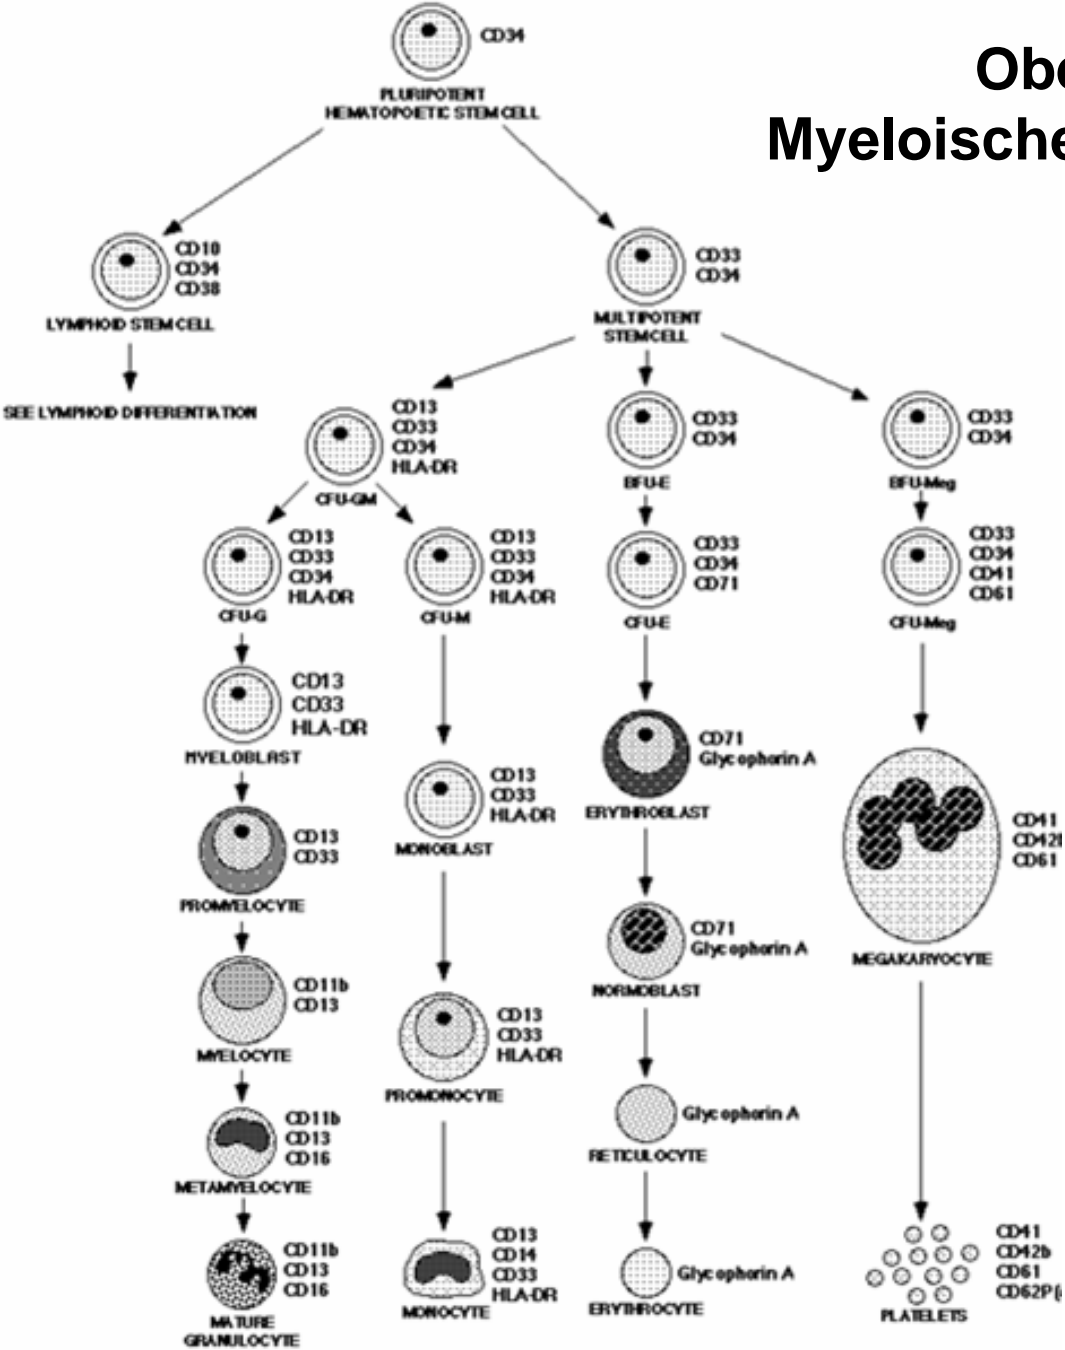 CD34
PLURIPOTENT
HEMATOPOIETIC STEM CELL
Myeloische
CD10
CD34
CD38
LYMPHOID STEM CELL
SEE LYMPHOID DIFFERENTIATION
CD33
CD34
MULTIPOTENT
STEM CELL
CD13
CD33
CD34
HLA-DR
CFU-GM
CD33
CD34
BFU-E
CD33
CD34
BFU-Meg
CD13
CD33
CD34
HLA-DR
CFU-G
CD13
CD33
CD34
HLA-DR
CFU-M
CD33
CD34
CD71
CFU-E
CD33
CD34
CD41
CD61
CFU-Meg
CD13
CD33
HLA-DR
MYELOBLAST
CD13
CD33
HLA-DR
MONOBLAST
CD71
Glycophorin A
ERYTHROBLAST
CD41
CD61
MEGAKARYOCYTE
CD13
CD33
PROMYELOCYTE
CD71
Glycophorin A
NORMOBLAST
CD11b
CD13
MYELOCYTE
CD13
CD33
HLA-DR
PROMONOCYTE
Glycophorin A
RETICULOCYTE
CD11b
CD13
CD16
METAMYELOCYTE
CD11b
CD13
CD16
MATURE
GRANULOCYTE
CD13
CD14
CD33
HLA-DR
MONOCYTE
Glycophorin A
ERYTHROCYTE
CD41
CD42b
CD61
CD62P(
PLATELETS